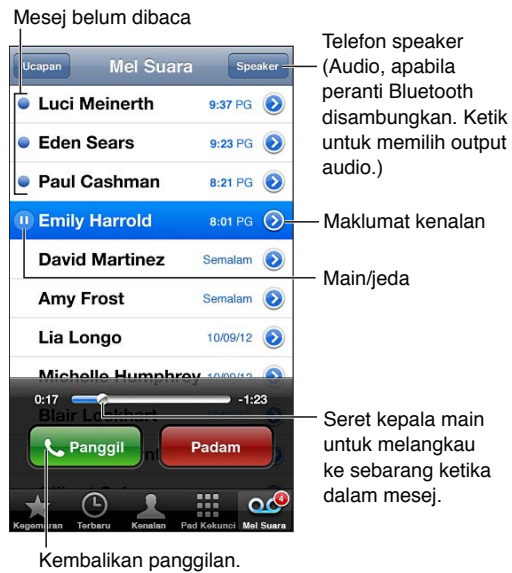 Mesej belum dibaca
Ucapan
Mel Suara
Speaker
Luci Meinerth 9:37 PG
Eden Sears 9:23 PG
Paul Cashman 8:21 PG
Emily Harrold 8:01 PG
David Martinez Semalam
Amy Frost Semalam
Lia Longo 10/09/12
Michelle Humphrey 10/09/12
0:17
-1:23
Blair Lockhart
Panggil
Padam
Kegemaran
Terbaru
Kenalan
Pad Kekunci
Mel Suara
4
Telefon speaker
(Audio, apabila
peranti Bluetooth
disambungkan. Ketik
untuk memilih output
audio.)
Maklumat kenalan
Main/jeda
Seret kepala main
untuk melangkau
ke sebarang ketika
dalam mesej.
Kembalikan panggilan.